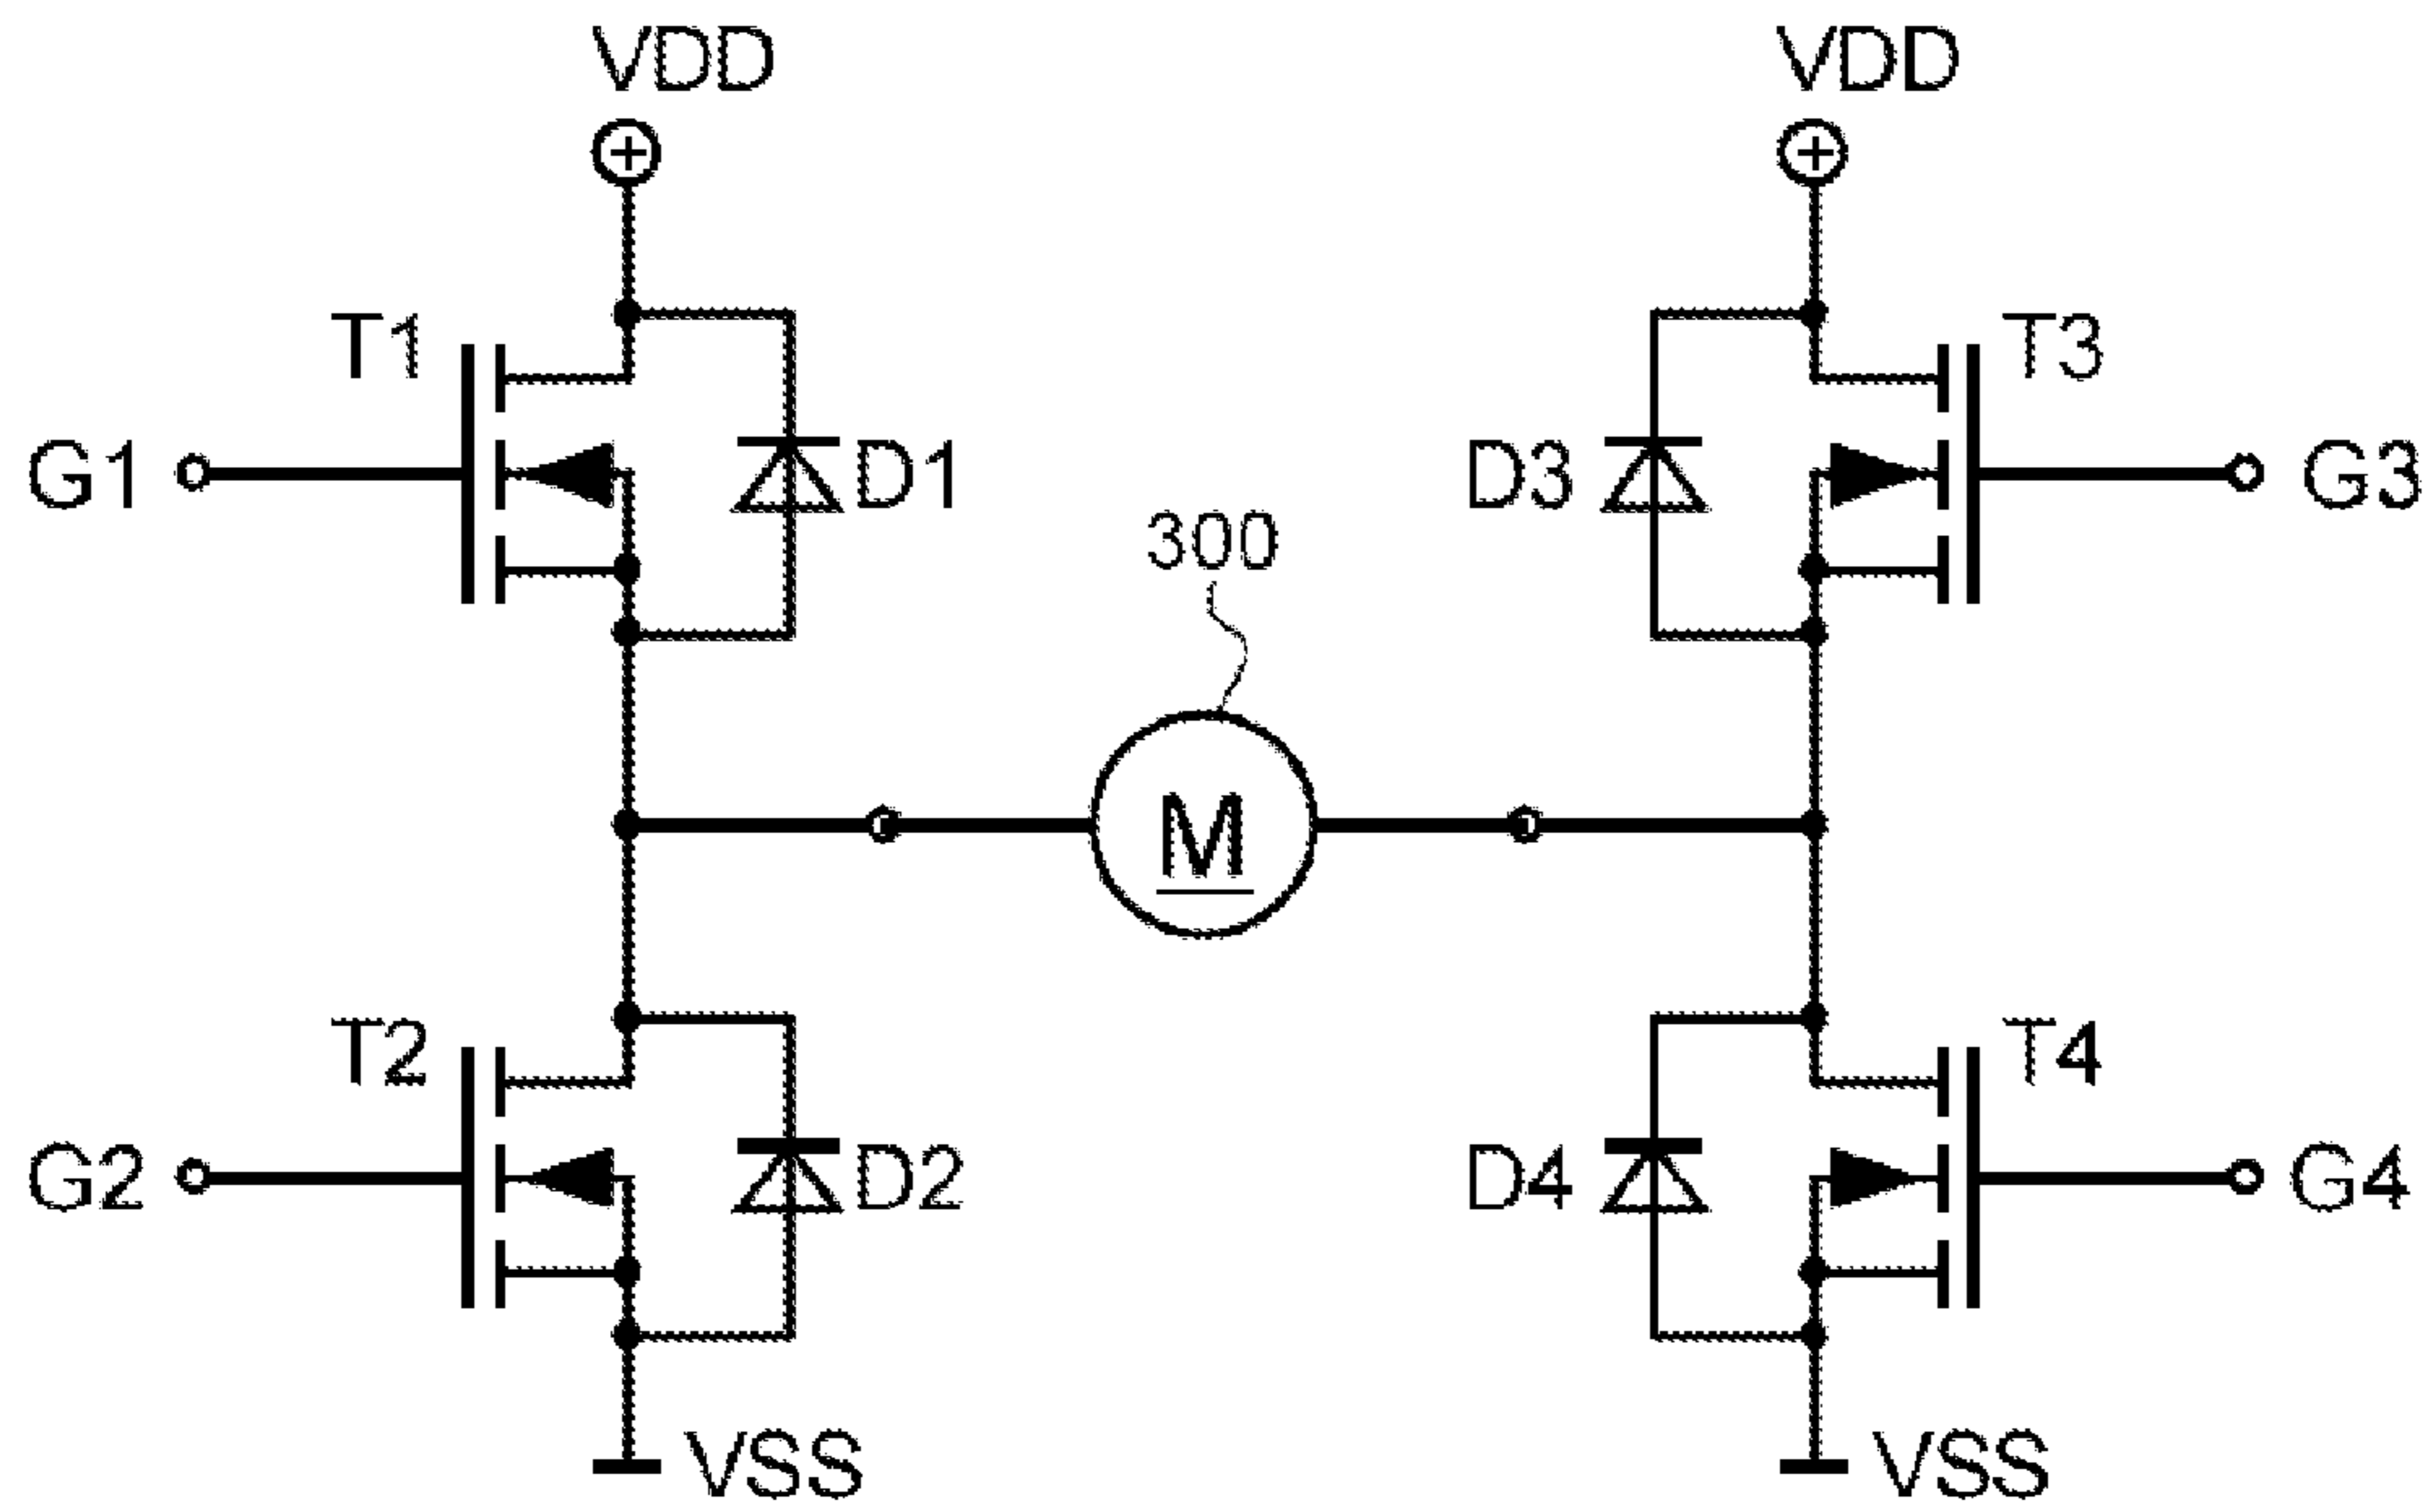 VDD VDD
T1 T3
G1 D1 D3 G3
300
M
T2 T4
G2 D2 D4 G4
VSS VSS